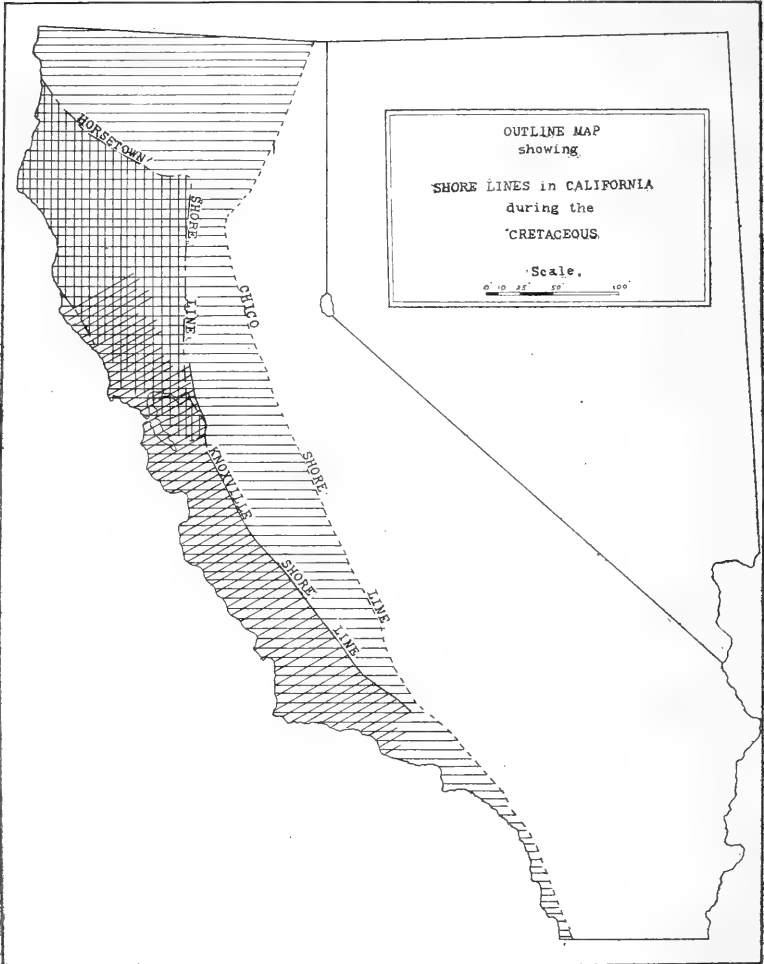 OUTLINE MAP
showing
SHORE LINES in CALIFORNIA
during the
CRETACEOUS.
Scale.
0 10 25 50 100
HORSETOWN
SHORE
LINE
CHICO
SHORE
LINE
KNOXVILLE
SHORE
LINE